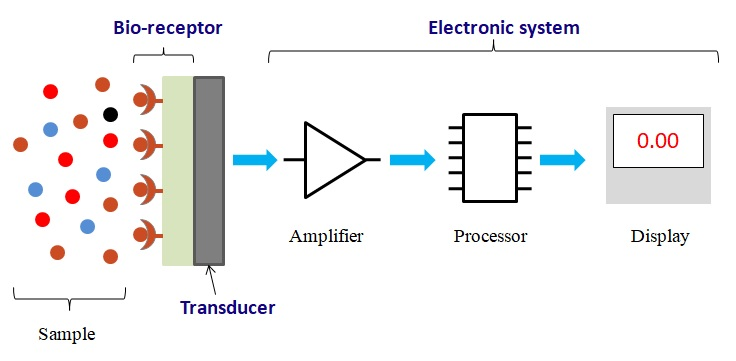 Bio-receptor
Electronic system
0.00
Amplifier
Processor
Display
Transducer
Sample